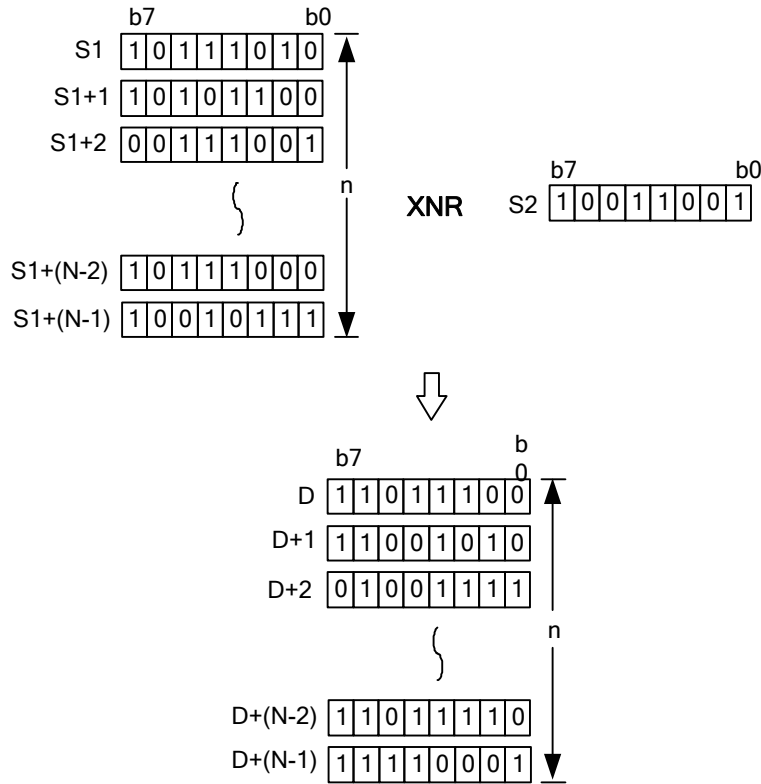 b7 b0
S1 1 0 1 1 1 0 1 0
S1+1 1 0 1 0 1 1 0 0
S1+2 0 0 1 1 1 0 0 1
n
XNR
b7 b0
S2 1 0 0 1 1 0 0 1
S1+(N-2) 1 0 1 1 1 0 0 0
S1+(N-1) 1 0 0 1 0 1 1 1
b7 b
0
D 1 1 0 1 1 1 0 0
D+1 1 1 0 0 1 0 1 0
D+2 0 1 0 0 1 1 1 1
n
D+(N-2) 1 1 0 1 1 1 1 0
D+(N-1) 1 1 1 1 0 0 0 1